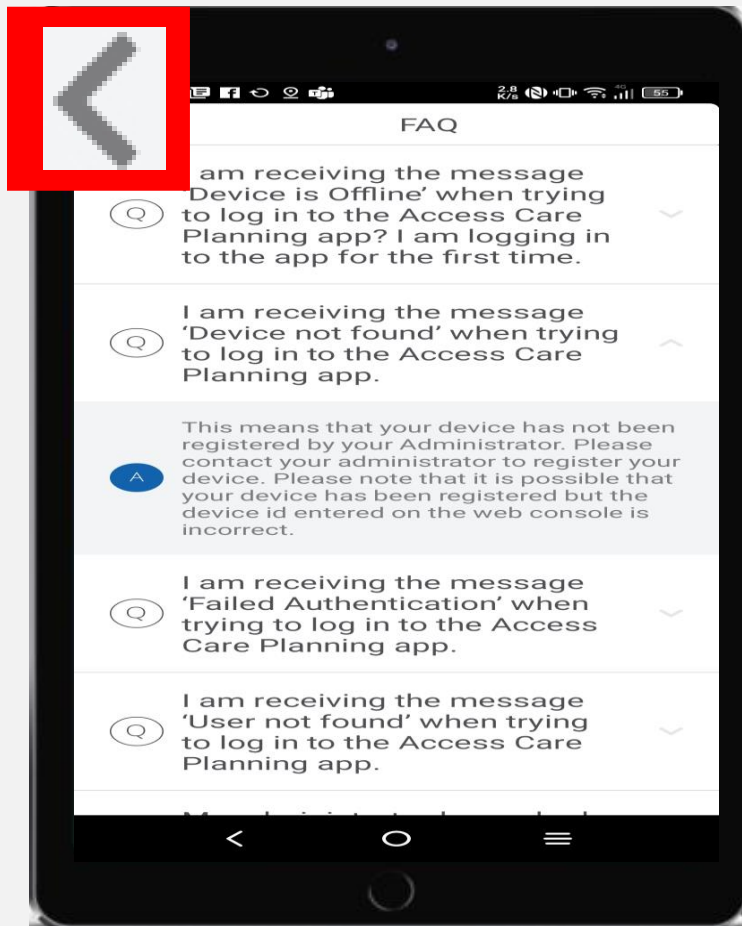 2.8
K/s
4G
55
FAQ
I am receiving the message
‘Device is Offline’ when trying
Q
to log in to the Access Care
Planning app? I am logging in
to the app for the first time.
I am receiving the message
‘Device not found’ when trying
Q
to log in to the Access Care
Planning app.
This means that your device has not been
registered by your Administrator. Please
contact your administrator to register your
A
device. Please note that it is possible that
your device has been registered but the
device id entered on the web console is
incorrect.
I am receiving the message
‘Failed Authentication’ when
Q
trying to log in to the Access
Care Planning app.
I am receiving the message
‘User not found’ when trying
Q
to log in to the Access Care
Planning app.